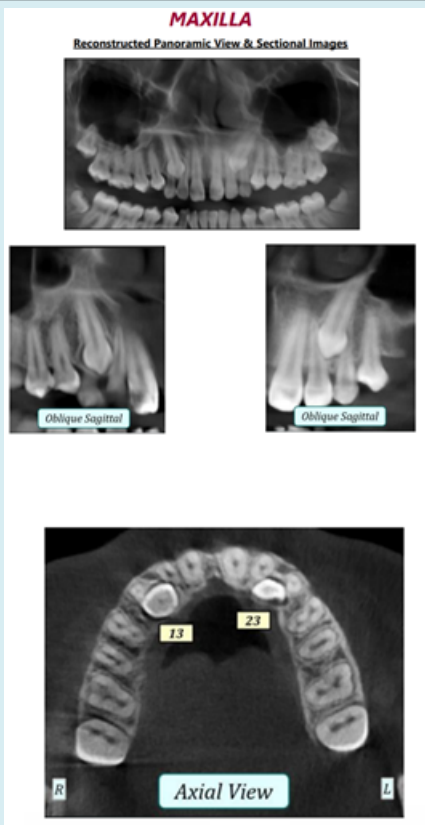 MAXILLA
Reconstructed Panoramic View & Sectional Images
Oblique Sagittal
Oblique Sagittal
23
13
R
Axial View
L